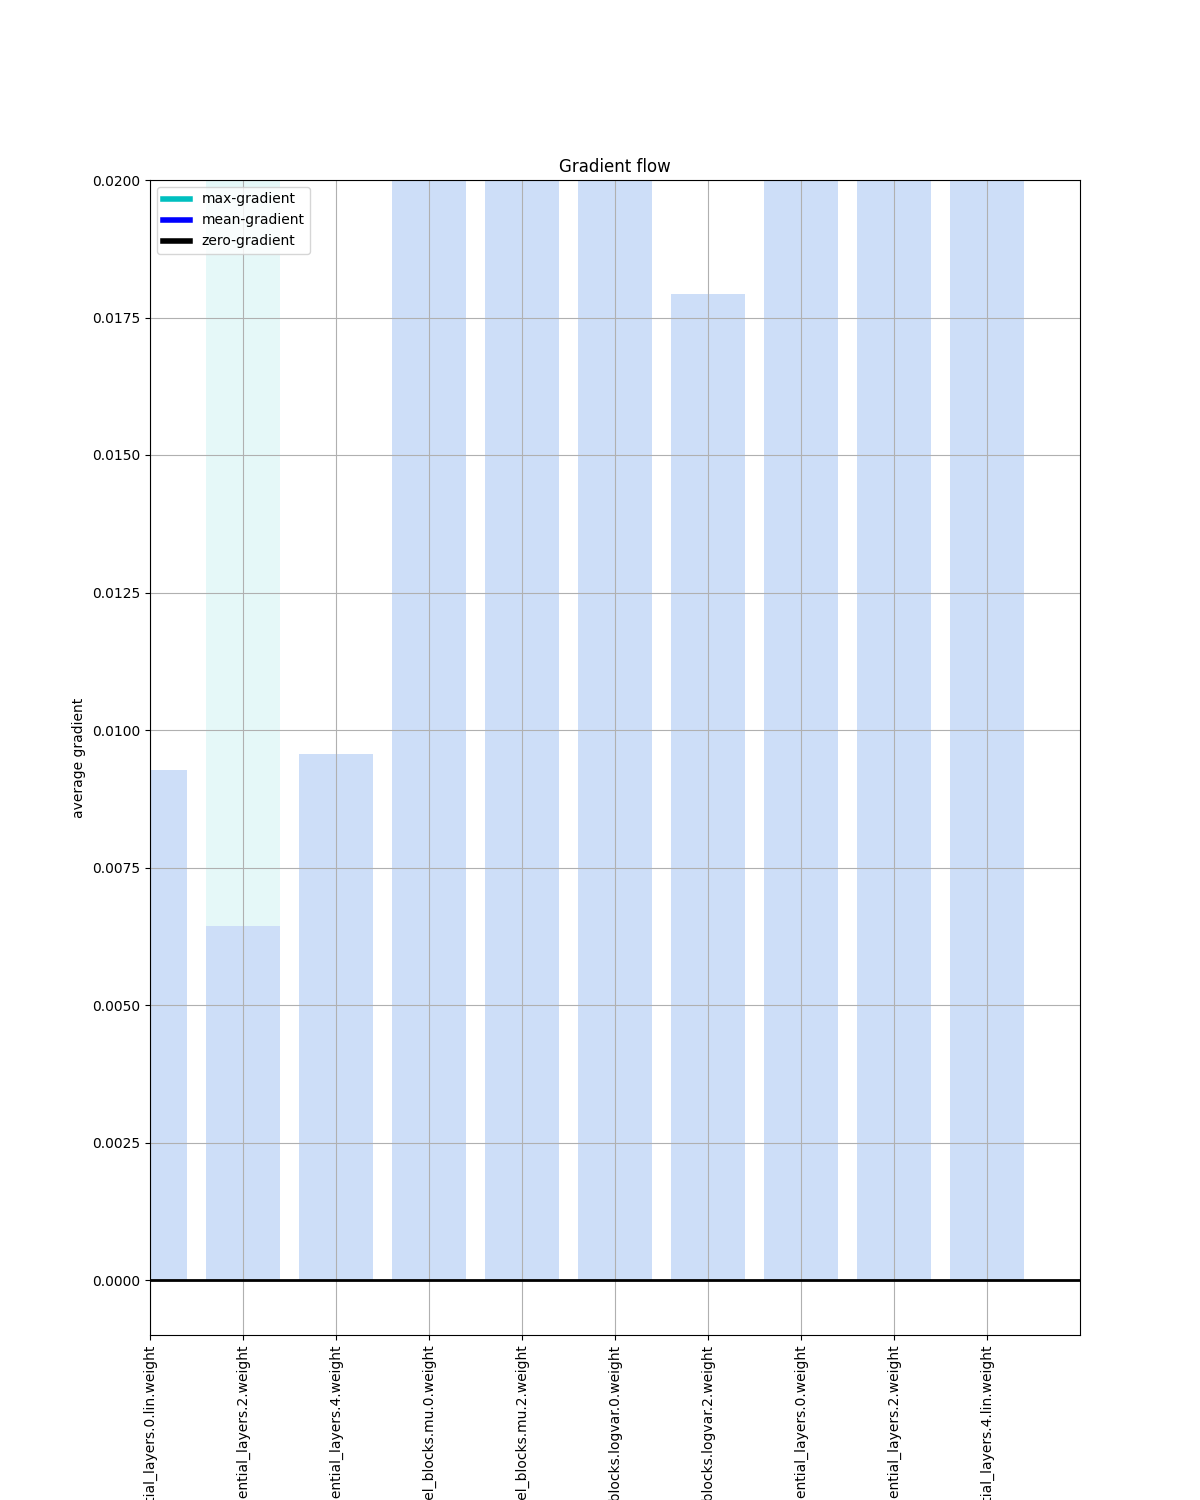 Gradient flow
max-gradient
mean-gradient
zero-gradient
0.0200
0.0175
0.0150
0.0125
0.0100
0.0075
0.0050
0.0025
0.0000
average gradient
tial_layers.0.lin.weight
ential_layers.2.weight
ential_layers.4.weight
el_blocks.mu.0.weight
el_blocks.mu.2.weight
blocks.logvar.0.weight
blocks.logvar.2.weight
ential_layers.0.weight
ential_layers.2.weight
tial_layers.4.lin.weight